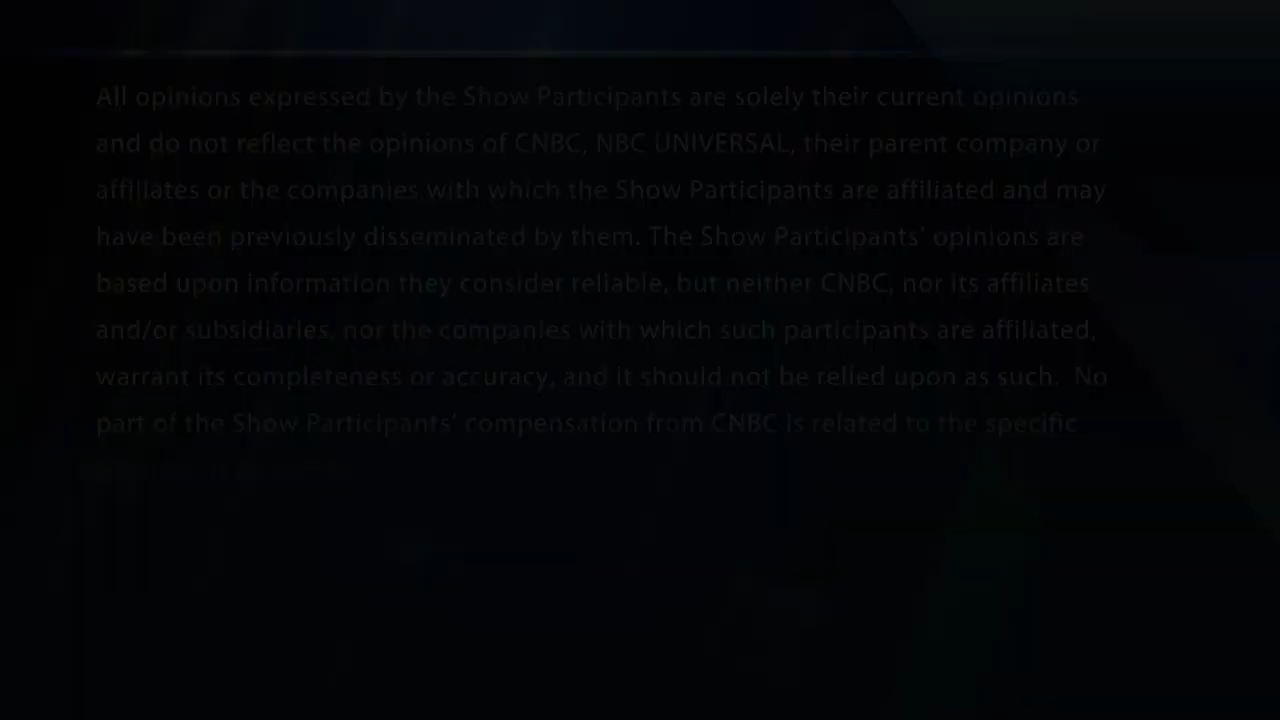 All opinions expressed by the Show Participants are solely their current opinions
and do not reflect the opinions of CNBC, NBC UNIVERSAL, their parent company or
affiliates or the companies with which the Show Participants are affiliated and may
have been previously disseminated by them. The Show Participants' opinions are
based upon information they consider reliable, but neither CNBC, nor its affiliates
and/or subsidiaries, nor the companies with which such participants are affiliated,
warrant its completeness or accuracy, and it should not be relied upon as such. No
part of the Show Participants' compensation from CNBC is related to the specific